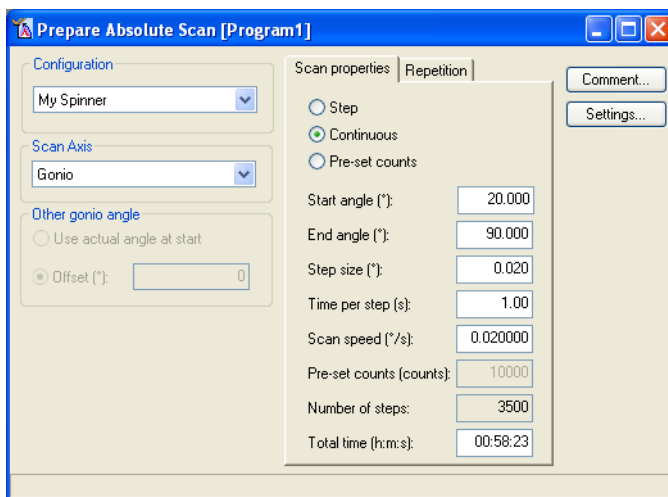 Prepare Absolute Scan [Program1]
Configuration
My Spinner
Scan Axis
Gonio
Other gonio angle
Use actual angle at start
Offset (°): 0
Scan properties Repetition
Step
Continuous
Pre-set counts
Start angle (°): 20.000
End angle (°): 90.000
Step size (°): 0.020
Time per step (s): 1.00
Scan speed (°/s): 0.020000
Pre-set counts (counts): 10000
Number of steps: 3500
Total time (h:m:s): 00:58:23
Comment...
Settings...